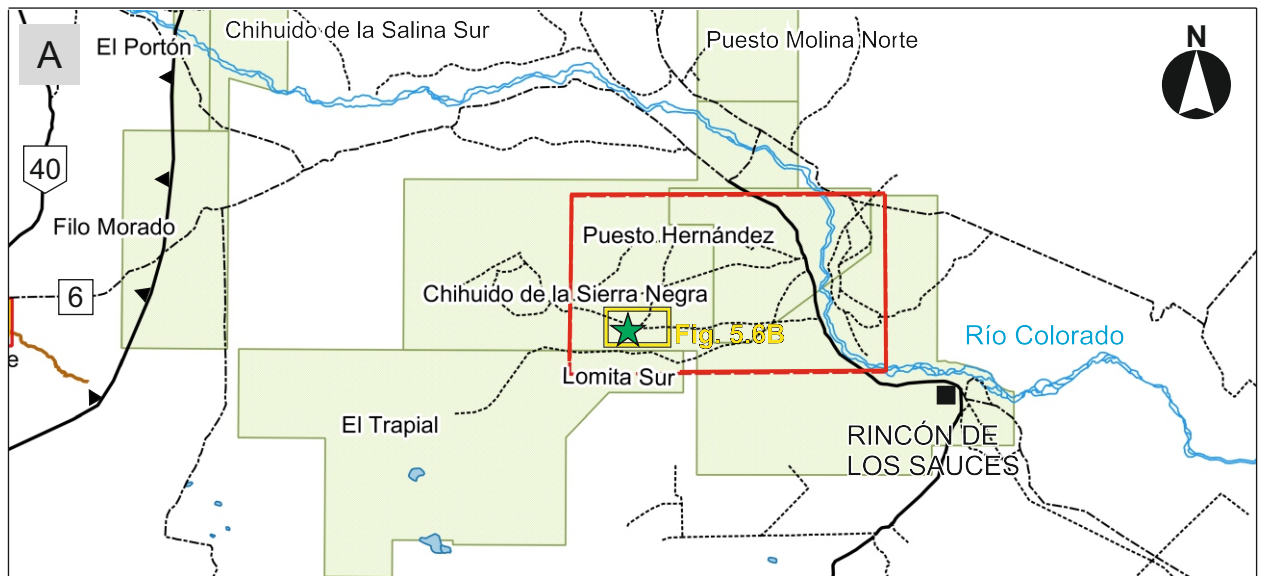 A
El Portón
Chihuido de la Salina Sur
Puesto Molina Norte
N
40
Filo Morado
Puesto Hernández
6
Chihuido de la Sierra Negra
Fig. 5.6B
Río Colorado
e
Lomita Sur
El Trapial
RINCÓN DE
LOS SAUCES